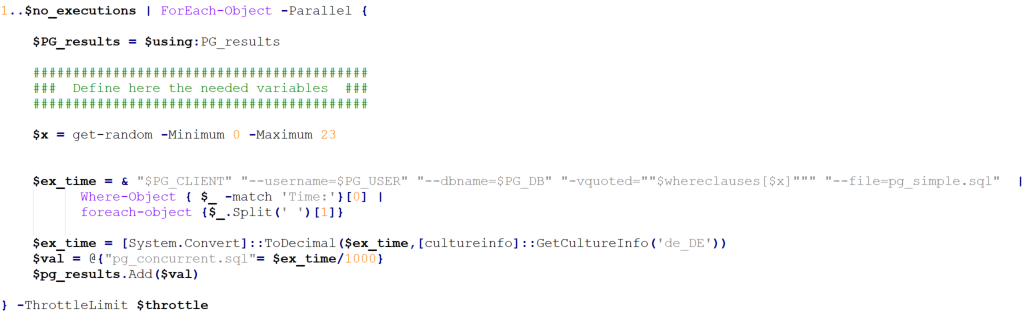 1..$no_executions | ForEach-Object -Parallel {
$PG_results = $using:PG_results
##########################################
### Define here the needed variables ###
##########################################
$x = get-random -Minimum 0 -Maximum 23
$ex_time = & "$PG_CLIENT" "--username=$PG_USER" "--dbname=$PG_DB" "-vquoted=""$whereclauses[$x]""" "--file=pg_simple.sql" |
Where-Object { $_ -match 'Time:'}[0] |
foreach-object {$_.Split(' ')[1]}
$ex_time = [System.Convert]::ToDecimal($ex_time,[cultureinfo]::GetCultureInfo('de_DE'))
$val = @{"pg_concurrent.sql"= $ex_time/1000}
$pg_results.Add($val)
} -ThrottleLimit $throttle